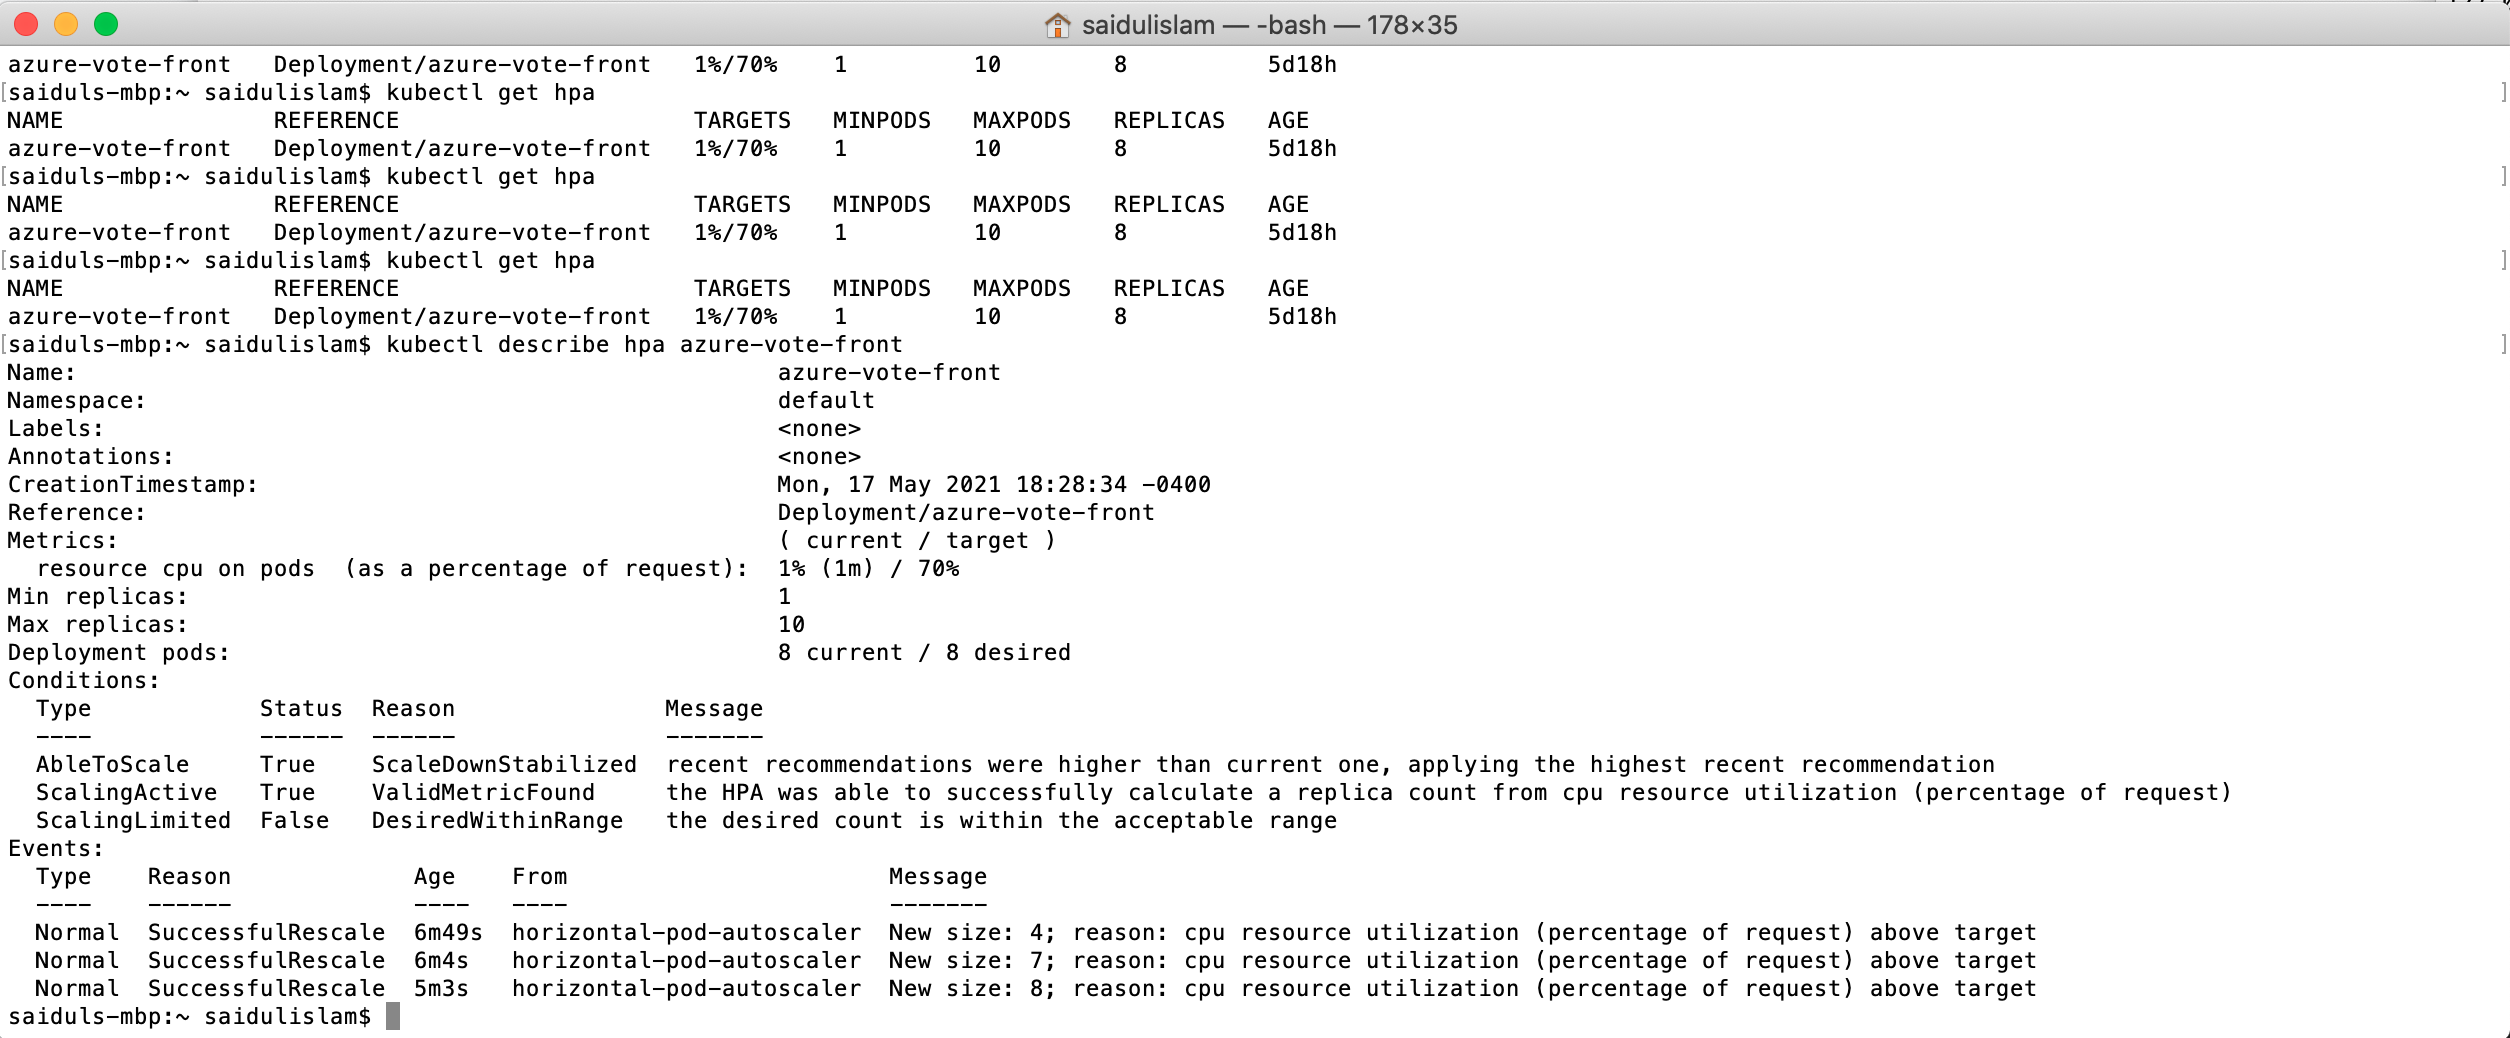 saidulislam — -bash — 178×35
azure-vote-front   Deployment/azure-vote-front   1%/70%    1         10        8          5d18h
[saiduls-mbp:~ saidulislam$ kubectl get hpa ]
NAME               REFERENCE                     TARGETS   MINPODS   MAXPODS   REPLICAS   AGE
azure-vote-front   Deployment/azure-vote-front   1%/70%    1         10        8          5d18h
[saiduls-mbp:~ saidulislam$ kubectl get hpa ]
NAME               REFERENCE                     TARGETS   MINPODS   MAXPODS   REPLICAS   AGE
azure-vote-front   Deployment/azure-vote-front   1%/70%    1         10        8          5d18h
[saiduls-mbp:~ saidulislam$ kubectl get hpa ]
NAME               REFERENCE                     TARGETS   MINPODS   MAXPODS   REPLICAS   AGE
azure-vote-front   Deployment/azure-vote-front   1%/70%    1         10        8          5d18h
[saiduls-mbp:~ saidulislam$ kubectl describe hpa azure-vote-front ]
Name:                                                  azure-vote-front
Namespace:                                             default
Labels:                                                <none>
Annotations:                                           <none>
CreationTimestamp:                                     Mon, 17 May 2021 18:28:34 -0400
Reference:                                             Deployment/azure-vote-front
Metrics:                                               ( current / target )
  resource cpu on pods  (as a percentage of request):  1% (1m) / 70%
Min replicas:                                          1
Max replicas:                                          10
Deployment pods:                                       8 current / 8 desired
Conditions:
  Type            Status  Reason               Message
  ----            ------  ------               -------
  AbleToScale     True    ScaleDownStabilized  recent recommendations were higher than current one, applying the highest recent recommendation
  ScalingActive   True    ValidMetricFound     the HPA was able to successfully calculate a replica count from cpu resource utilization (percentage of request)
  ScalingLimited  False   DesiredWithinRange   the desired count is within the acceptable range
Events:
  Type    Reason             Age    From                       Message
  ----    ------             ----   ----                       -------
  Normal  SuccessfulRescale  6m49s  horizontal-pod-autoscaler  New size: 4; reason: cpu resource utilization (percentage of request) above target
  Normal  SuccessfulRescale  6m4s   horizontal-pod-autoscaler  New size: 7; reason: cpu resource utilization (percentage of request) above target
  Normal  SuccessfulRescale  5m3s   horizontal-pod-autoscaler  New size: 8; reason: cpu resource utilization (percentage of request) above target
saiduls-mbp:~ saidulislam$